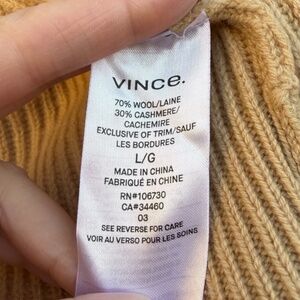 VINCE.
70% WOOL/LAINE
30% CASHMERE/
CACHEMIRE
EXCLUSIVE OF TRIM/SAUF
LES BORDURES
L/G
MADE IN CHINA
FABRIQUÉ EN CHINE
RN#106730
CA#34460
03
SEE REVERSE FOR CARE
VOIR AU VERSO POUR LES SOINS